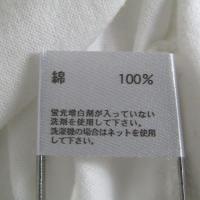 綿 100%
蛍光増白剤が入っていない
洗剤を使用して下さい。
洗濯機の場合はネットを使用
して下さい。